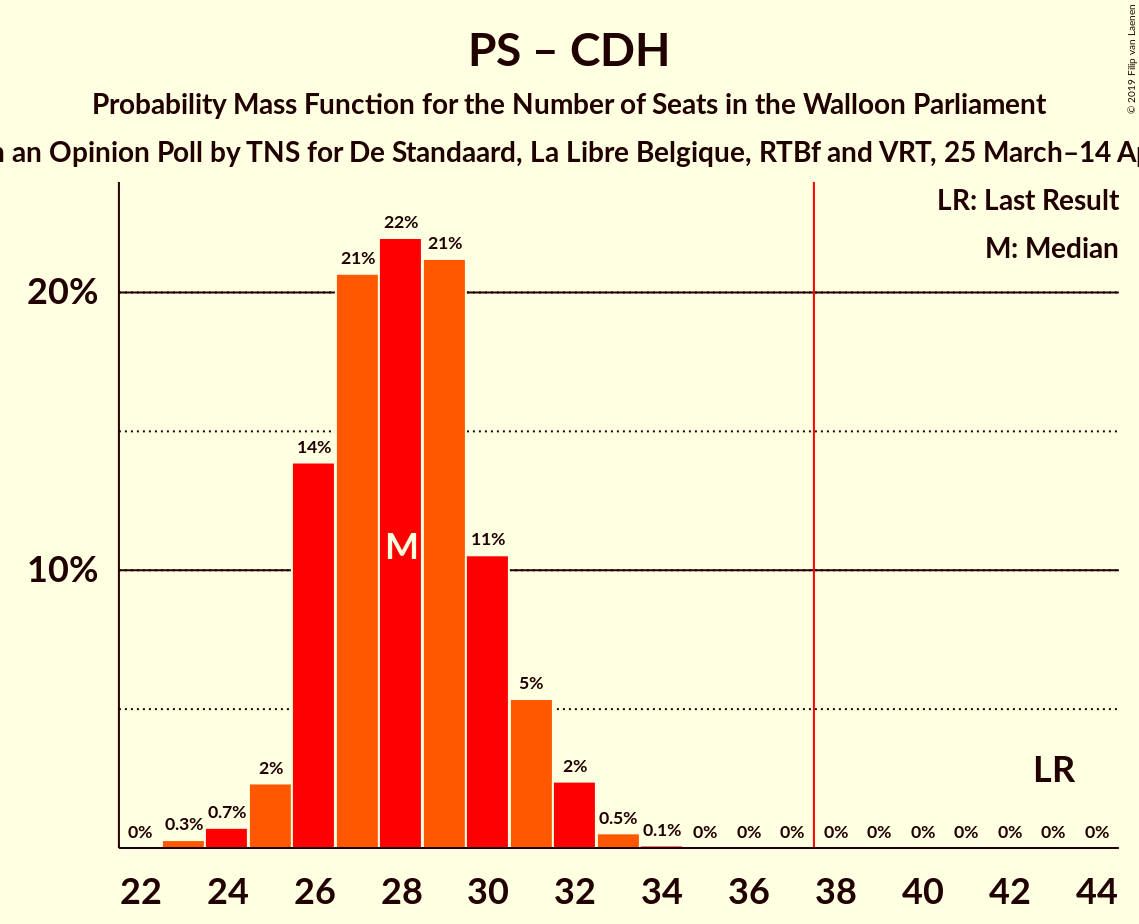 PS – CDH
Probability Mass Function for the Number of Seats in the Walloon Parliament
an Opinion Poll by TNS for De Standaard, La Libre Belgique, RTBf and VRT, 25 March–14
© 2019 Filip van Laenen
LR: Last Result
M: Median
20%
10%
0% 0.3% 0.7% 2% 14% 21% 22% 21% 11% 5% 2% 0.5% 0.1% 0% 0% 0% 0% 0% 0% 0% 0% 0% 0%
M
LR
22 24 26 28 30 32 34 36 38 40 42 44